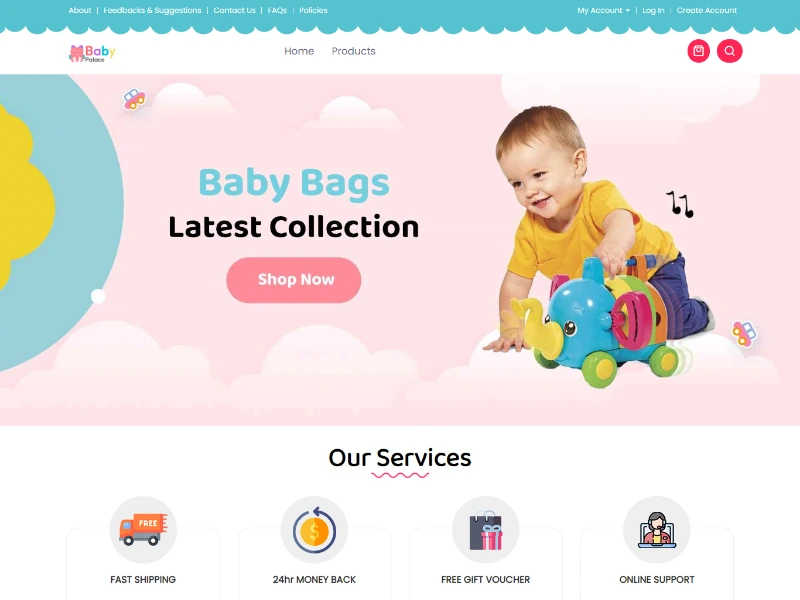 About | Feedbacks & Suggestions | Contact Us | FAQs | Policies
My Account | Log In | Create Account
Baby
Palace
Home Products
Baby Bags
Latest Collection
Shop Now
Our Services
FREE
FAST SHIPPING
24hr MONEY BACK
FREE GIFT VOUCHER
ONLINE SUPPORT